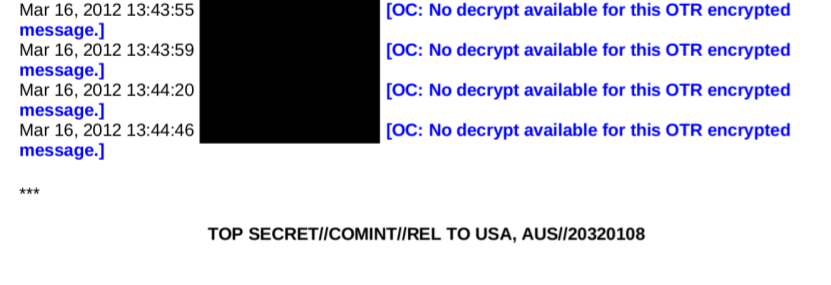 Mar 16, 2012 13:43:55 [OC: No decrypt available for this OTR encrypted
message.]
Mar 16, 2012 13:43:59 [OC: No decrypt available for this OTR encrypted
message.]
Mar 16, 2012 13:44:20 [OC: No decrypt available for this OTR encrypted
message.]
Mar 16, 2012 13:44:46 [OC: No decrypt available for this OTR encrypted
message.]
***
TOP SECRET//COMINT//REL TO USA, AUS//20320108